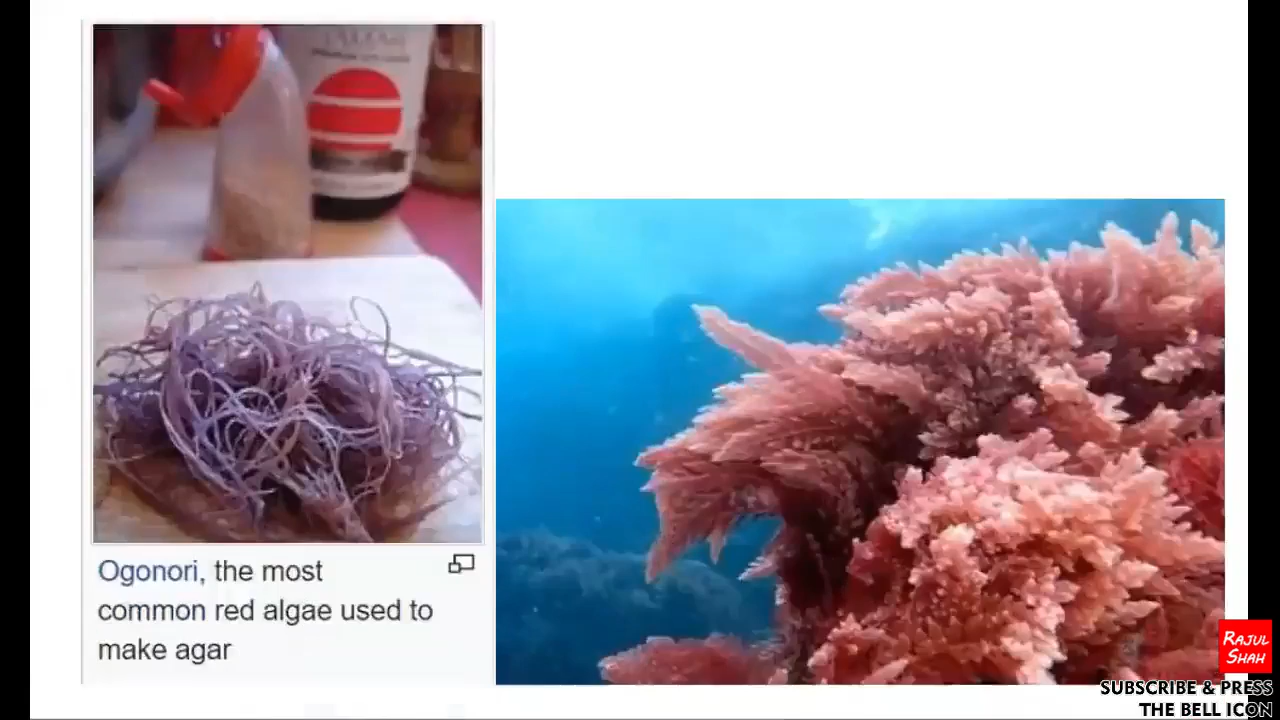 Ogonori, the most
common red algae used to
make agar
RAJUL
SHAH
SUBSCRIBE & PRESS
THE BELL ICON